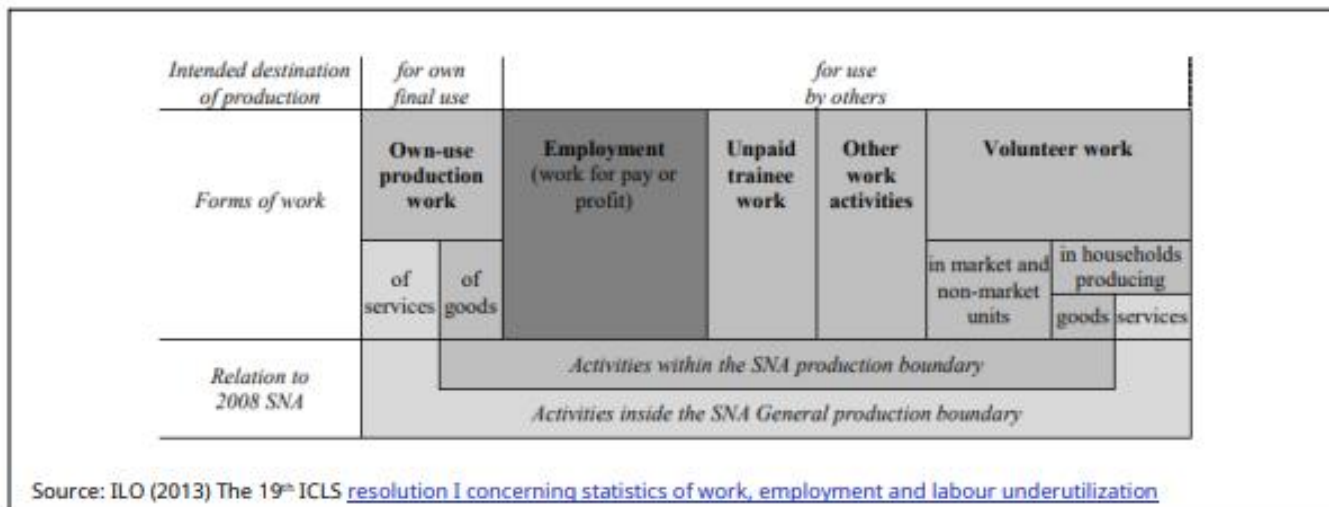 Intended destination
of production
for own
final use
for use
by others
Forms of work
Own-use
production
work
Employment
(work for pay or
profit)
Unpaid
trainee
work
Other
work
activities
Volunteer work
of
services
of
goods
in market and
non-market
units
in households
producing
goods
services
Relation to
2008 SNA
Activities within the SNA production boundary
Activities inside the SNA General production boundary
Source: ILO (2013) The 19th ICLS resolution I concerning statistics of work, employment and labour underutilization